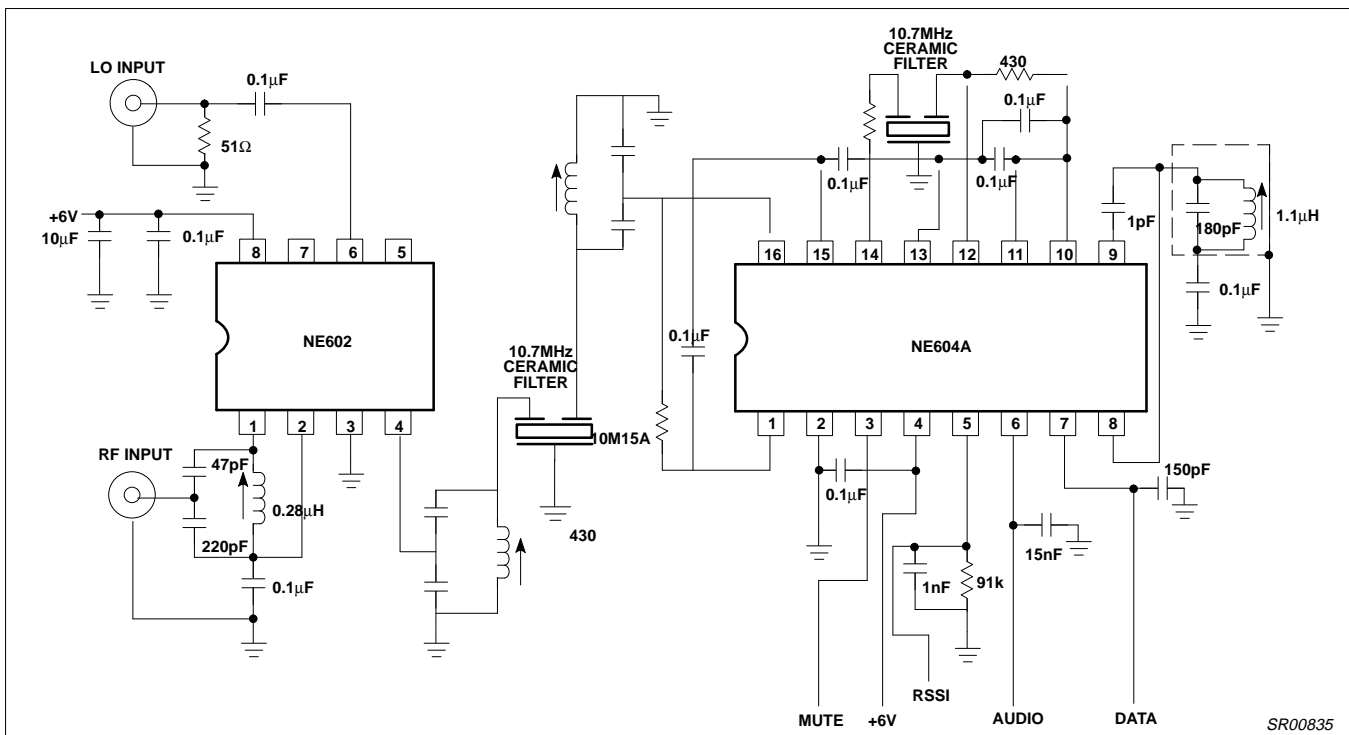 10.7MHz
CERAMIC
FILTER
LO INPUT
0.1μF
430
0.1μF
51Ω
0.1μF
0.1μF
+6V
10μF
0.1μF
1pF
180pF
1.1μH
8
7
6
5
16
15
14
13
12
11
10
9
0.1μF
NE602
0.1μF
NE604A
10.7MHz
CERAMIC
FILTER
1
2
3
4
10M15A
1
2
3
4
5
6
7
8
RF INPUT
47pF
0.28μH
220pF
0.1μF
430
0.1μF
150pF
15nF
1nF
91k
RSSI
MUTE
+6V
AUDIO
DATA
SR00835